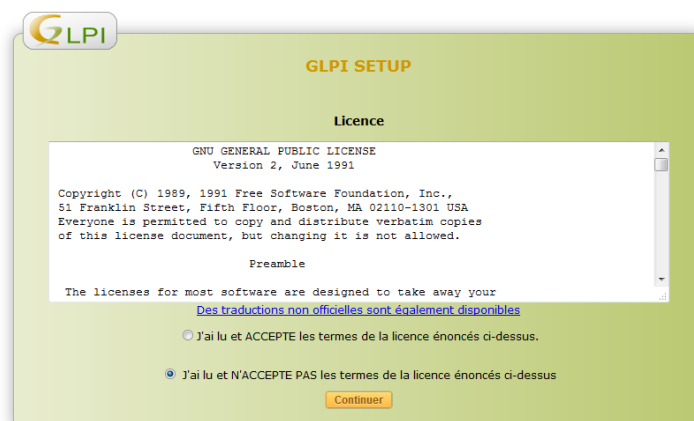 GLPI
GLPI SETUP
Licence
GNU GENERAL PUBLIC LICENSE
Version 2, June 1991
Copyright (C) 1989, 1991 Free Software Foundation, Inc.,
51 Franklin Street, Fifth Floor, Boston, MA 02110-1301 USA
Everyone is permitted to copy and distribute verbatim copies
of this license document, but changing it is not allowed.
Preamble
The licenses for most software are designed to take away your
Des traductions non officielles sont également disponibles
J'ai lu et ACCEPTE les termes de la licence énoncés ci-dessus.
J'ai lu et N'ACCEPTE PAS les termes de la licence énoncés ci-dessus
Continuer